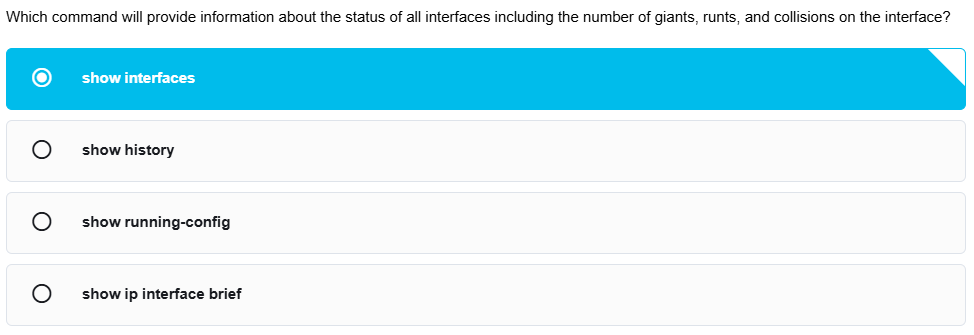 Which command will provide information about the status of all interfaces including the number of giants, runts, and collisions on the interface?
show interfaces
show history
show running-config
show ip interface brief